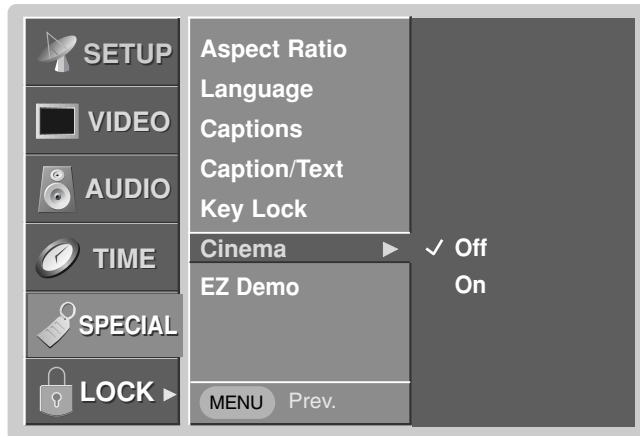 SETUP
VIDEO
AUDIO
TIME
SPECIAL
LOCK ►
Aspect Ratio
Language
Captions
Caption/Text
Key Lock
Cinema ►
EZ Demo
MENU Prev.
✓ Off
On